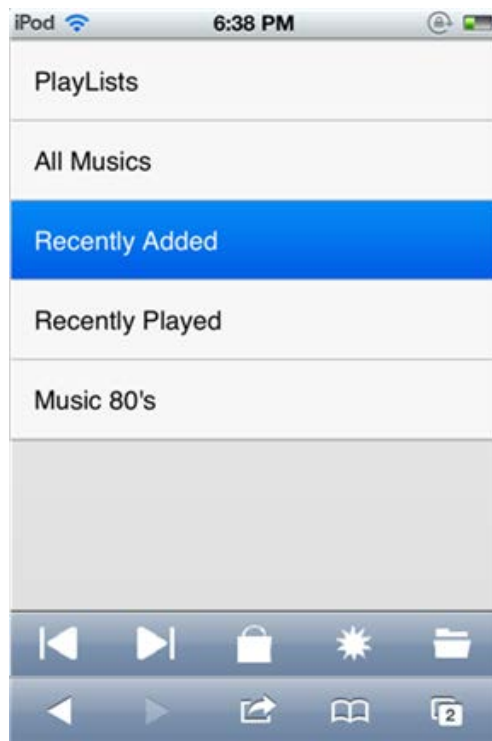 iPod 6:38 PM
PlayLists
All Musics
Recently Added
Recently Played
Music 80's
2